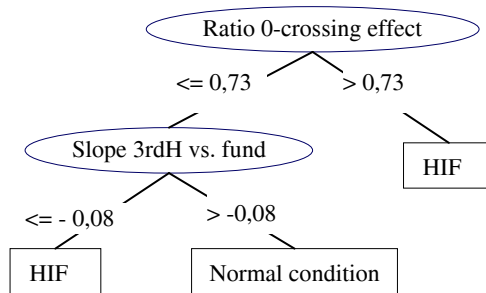 Ratio 0-crossing effect
<= 0,73
> 0,73
Slope 3rdH vs. fund
HIF
<= - 0,08
> -0,08
HIF
Normal condition